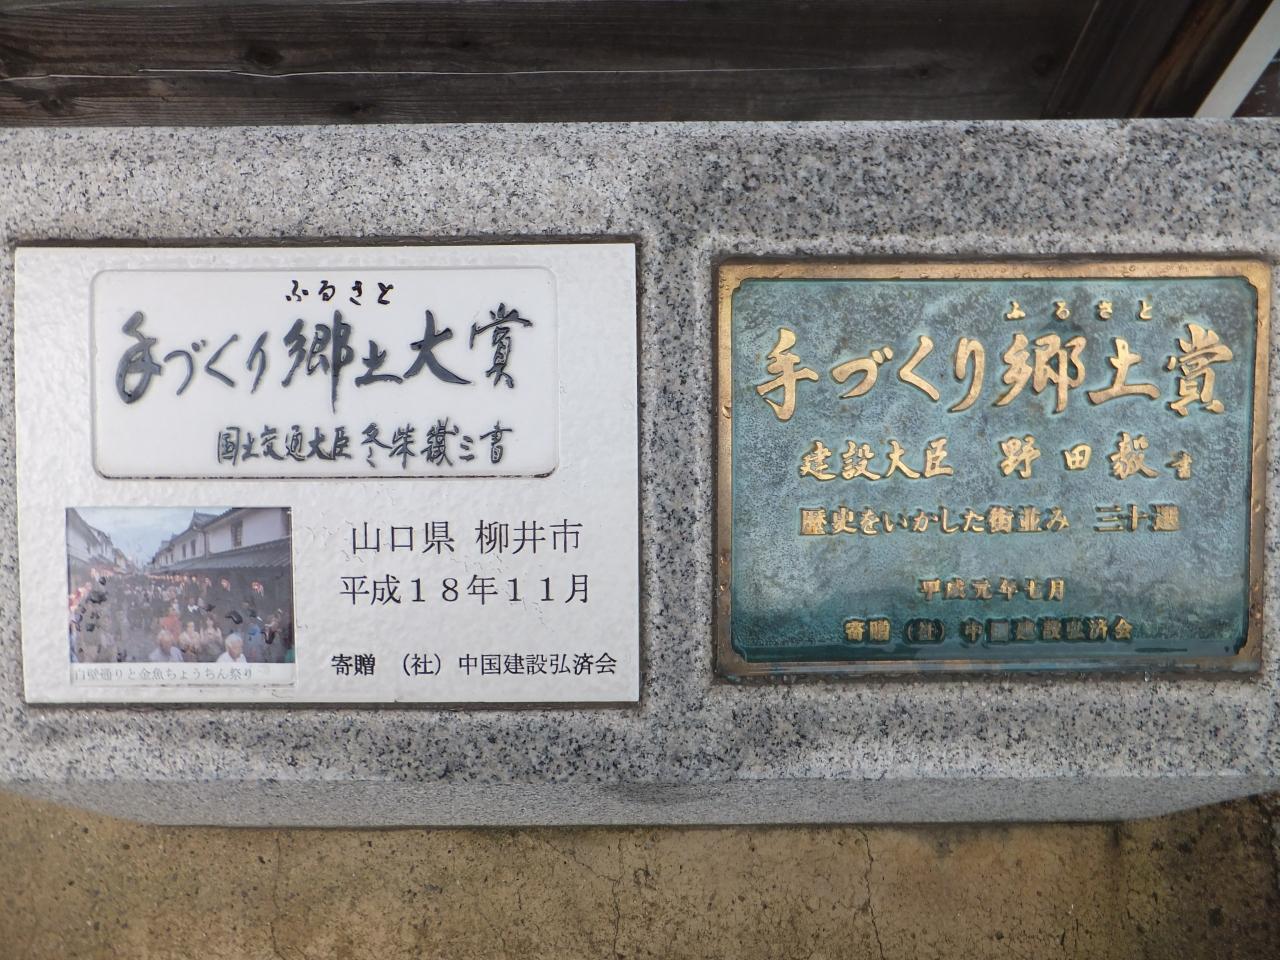 ふるさと
手づくり郷土大賞
国土交通大臣 冬柴鐵三書
山口県 柳井市
平成18年11月
寄贈 (社)中国建設弘済会
白壁通りと金魚ちょうちん祭り
ふるさと
手づくり郷土賞
建設大臣 野田毅 書
歴史をいかした街並み 三十選
平成元年七月
寄贈 (社)中国建設弘済会